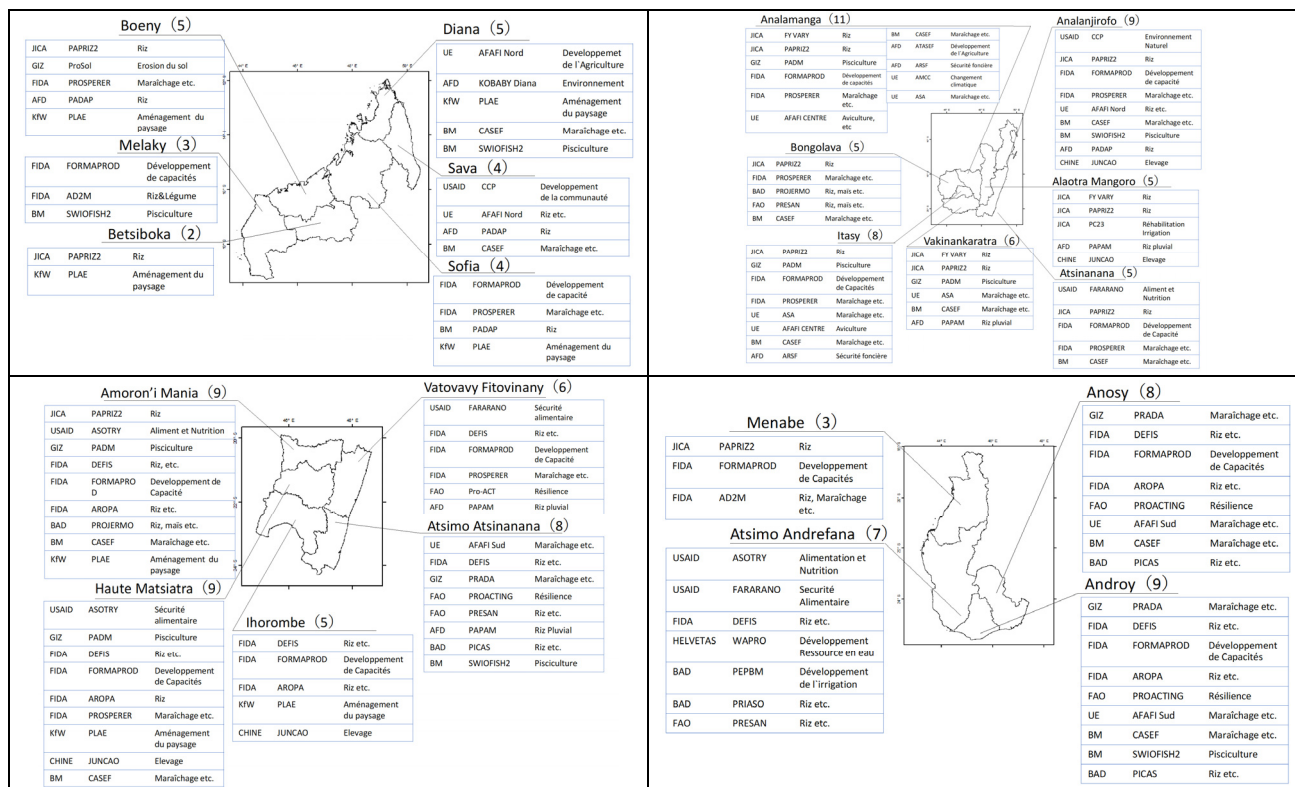 Boeny（5）
JICA PAPRIZ2 Riz
GIZ ProSol Erosion du sol
FIDA PROSPERER Maraîchage etc.
AFD PADAP Riz
KfW PLAE Aménagement du
paysage
Melaky（3）
FIDA FORMAPROD Développement
de capacités
FIDA AD2M Riz&Légume
BM SWIOFISH2 Pisciculture
Betsiboka（2）
JICA PAPRIZ2 Riz
KfW PLAE Aménagement du
paysage
Diana（5）
UE AFAFI Nord Developpemet
de l`Agriculture
AFD KOBABY Diana Environnement
KfW PLAE Aménagement
du paysage
BM CASEF Maraîchage etc.
BM SWIOFISH2 Pisciculture
Sava（4）
USAID CCP Developpement
de la communauté
UE AFAFI Nord Riz etc.
AFD PADAP Riz
BM CASEF Maraîchage etc.
Sofia（4）
FIDA FORMAPROD Développement
de capacité
FIDA PROSPERER Maraîchage etc.
BM PADAP Riz
KfW PLAE Aménagement du
paysage
Analamanga（11）
JICA FY VARY Riz
JICA PAPRIZ2 Riz
GIZ PADM Pisciculture
FIDA FORMAPROD Développement
de capacités
FIDA PROSPERER Maraîchage
etc.
UE AFAFI CENTRE Aviculture,
etc
BM CASEF Maraîchage etc.
AFD ATASEF Développement
de l'Agriculture
AFD ARSF Sécurité foncière
UE AMCC Changement
climatique
UE ASA Maraîchage etc.
Analanjirofo（9）
USAID CCP Environnement
Naturel
JICA PAPRIZ2 Riz
FIDA FORMAPROD Développement
de capacité
FIDA PROSPERER Maraîchage etc.
UE AFAFI Nord Riz etc.
BM CASEF Maraîchage etc.
BM SWIOFISH2 Pisciculture
AFD PADAP Riz
CHINE JUNCAO Elevage
Bongolava（5）
JICA PAPRIZ2 Riz
FIDA PROSPERER Maraîchage etc.
BAD PROJERMO Riz, maïs etc.
FAO PRESAN Riz, maïs etc.
BM CASEF Maraîchage etc.
Alaotra Mangoro（5）
JICA FY VARY Riz
JICA PAPRIZ2 Riz
JICA PC23 Réhabilitation
Irrigation
AFD PAPAM Riz pluvial
CHINE JUNCAO Elevage
Itasy（8）
JICA PAPRIZ2 Riz
GIZ PADM Pisciculture
FIDA FORMAPROD Développement
de Capacités
FIDA PROSPERER Maraîchage etc.
UE ASA Maraîchage etc.
UE AFAFI CENTRE Aviculture
BM CASEF Maraîchage etc.
AFD ARSF Sécurité foncière
Vakinankaratra（6）
JICA FY VARY Riz
JICA PAPRIZ2 Riz
GIZ PADM Pisciculture
UE ASA Maraîchage etc.
BM CASEF Maraîchage etc.
AFD PAPAM Riz pluvial
Atsinanana（5）
USAID FARARANO Aliment et
Nutrition
JICA PAPRIZ2 Riz
FIDA FORMAPROD Développement
de Capacité
FIDA PROSPERER Maraîchage etc.
BM CASEF Maraîchage etc.
Amoron'i Mania（9）
JICA PAPRIZ2 Riz
USAID ASOTRY Aliment et Nutrition
GIZ PADM Pisciculture
FIDA DEFIS Riz, etc.
FIDA FORMAPRO
D Developpement de
Capacité
FIDA AROPA Riz etc.
BAD PROJERMO Riz, maïs etc.
BM CASEF Maraîchage etc.
KfW PLAE Aménagement du
paysage
Haute Matsiatra（9）
USAID ASOTRY Sécurité
alimentaire
GIZ PADM Pisciculture
FIDA DEFIS Riz etc.
FIDA FORMAPROD Developpement
de Capacités
FIDA AROPA Riz
FIDA PROSPERER Maraîchage etc.
KfW PLAE Aménagement
du paysage
CHINE JUNCAO Elevage
BM CASEF Maraîchage etc.
Ihorombe（5）
FIDA DEFIS Riz etc.
FIDA FORMAPROD Developpement
de Capacités
FIDA AROPA Riz etc.
KfW PLAE Aménagement
du paysage
CHINE JUNCAO Elevage
Vatovavy Fitovinany（6）
USAID FARARANO Sécurité
alimentaire
FIDA DEFIS Riz etc.
FIDA FORMAPROD Developpement
de Capacité
FIDA PROSPERER Maraîchage etc.
FAO Pro-ACT Résilience
AFD PAPAM Riz pluvial
Atsimo Atsinanana（8）
UE AFAFI Sud Maraîchage etc.
FIDA DEFIS Riz etc.
GIZ PRADA Maraîchage etc.
FAO PROACTING Résilience
FAO PRESAN Riz etc.
AFD PAPAM Riz Pluvial
BAD PICAS Riz etc.
BM SWIOFISH2 Pisciculture
Menabe（3）
JICA PAPRIZ2 Riz
FIDA FORMAPROD Developpement
de Capacités
FIDA AD2M Riz, Maraîchage
etc.
Atsimo Andrefana（7）
USAID ASOTRY Alimentation et
Nutrition
USAID FARARANO Securité
Alimentaire
FIDA DEFIS Riz etc.
HELVETAS WAPRO Développement
Ressource en eau
BAD PEPBM Développement
de l`irrigation
BAD PRIASO Riz etc.
FAO PRESAN Riz etc.
Anosy（8）
GIZ PRADA Maraîchage etc.
FIDA DEFIS Riz etc.
FIDA FORMAPROD Developpement
de Capacités
FIDA AROPA Riz etc.
FAO PROACTING Résilience
UE AFAFI Sud Maraîchage etc.
BM CASEF Maraîchage etc.
BAD PICAS Riz etc.
Androy（9）
GIZ PRADA Maraîchage etc.
FIDA DEFIS Riz etc.
FIDA FORMAPROD Développement
de Capacités
FIDA AROPA Riz etc.
FAO PROACTING Résilience
UE AFAFI Sud Maraîchage etc.
BM CASEF Maraîchage etc.
BM SWIOFISH2 Pisciculture
BAD PICAS Riz etc.